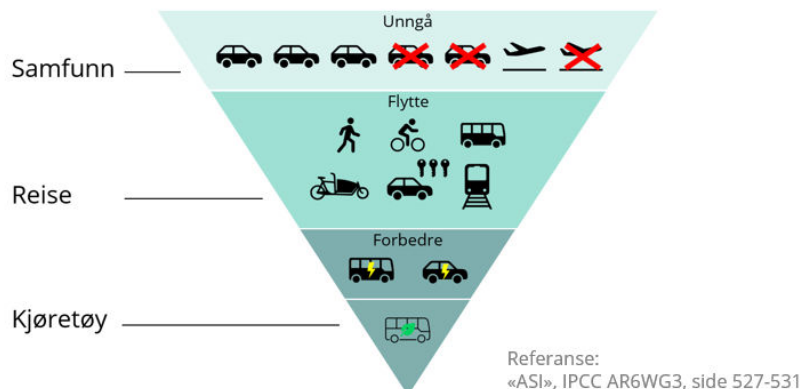 Unngå
Samfunn
Flytte
Reise
Forbedre
Kjøretøy
Referanse:
«ASI», IPCC AR6WG3, side 527-531